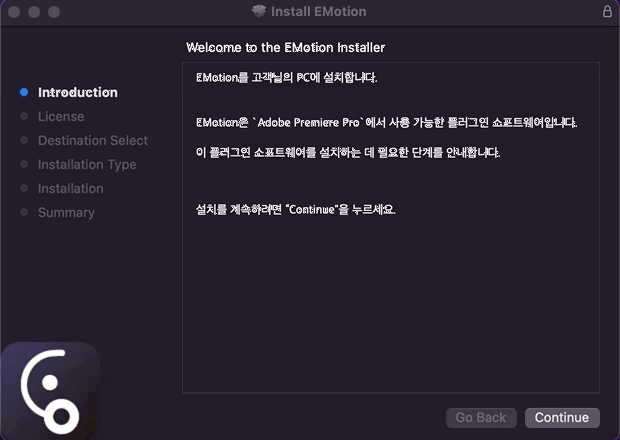 Install EMotion
Welcome to the EMotion Installer
Introduction
License
Destination Select
Installation Type
Installation
Summary
EMotion를 고객님의 PC에 설치합니다.
EMotion은 `Adobe Premiere Pro`에서 사용 가능한 플러그인 소프트웨어입니다.
이 플러그인 소프트웨어를 설치하는 데 필요한 단계를 안내합니다.
설치를 계속하려면 "Continue"을 누르세요.
Go Back
Continue